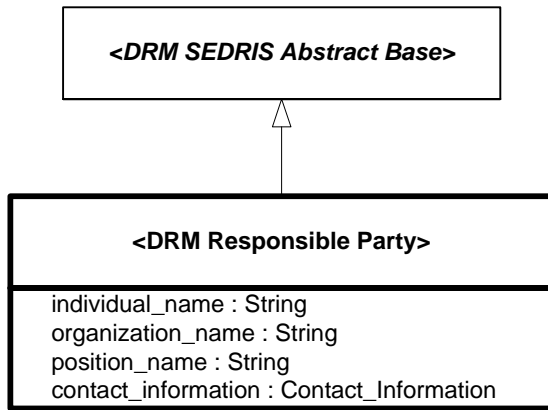 <DRM SEDRIS Abstract Base>
<DRM Responsible Party>
individual_name : String
organization_name : String
position_name : String
contact_information : Contact_Information